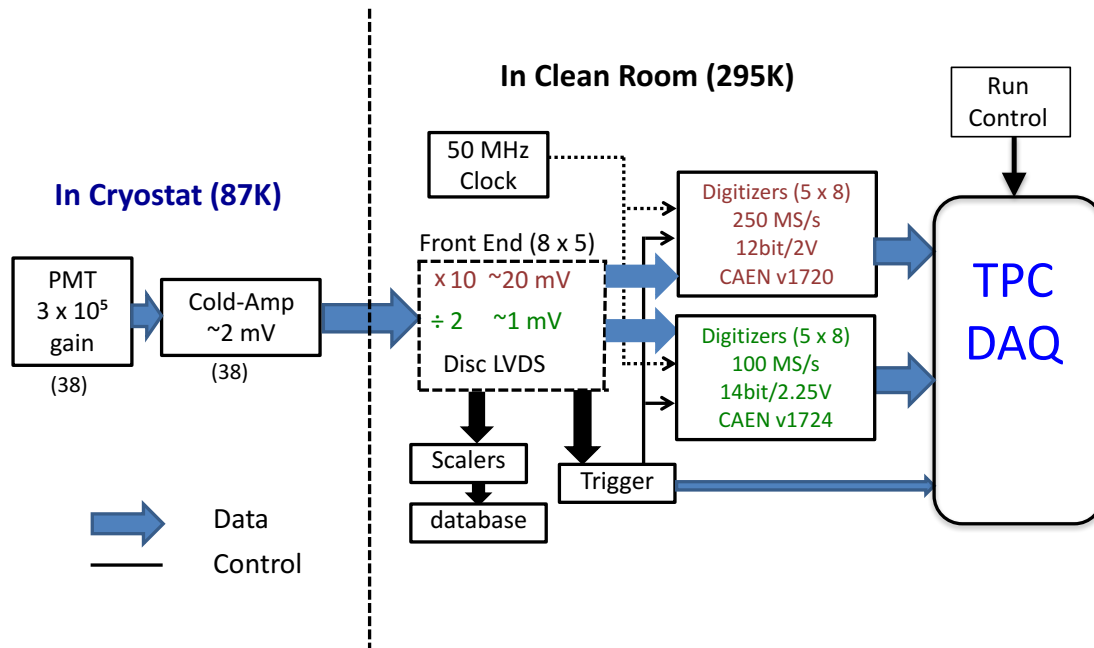 In Clean Room (295K)
Run
Control
50 MHz
Clock
In Cryostat (87K)
Digitizers (5 x 8)
250 MS/s
12bit/2V
CAEN v1720
Front End (8 x 5)
x 10 ~20 mV
÷ 2 ~1 mV
Disc LVDS
PMT
3 x 10⁵
gain
(38)
Cold-Amp
~2 mV
(38)
TPC
DAQ
Digitizers (5 x 8)
100 MS/s
14bit/2.25V
CAEN v1724
Scalers
Trigger
database
Data
Control